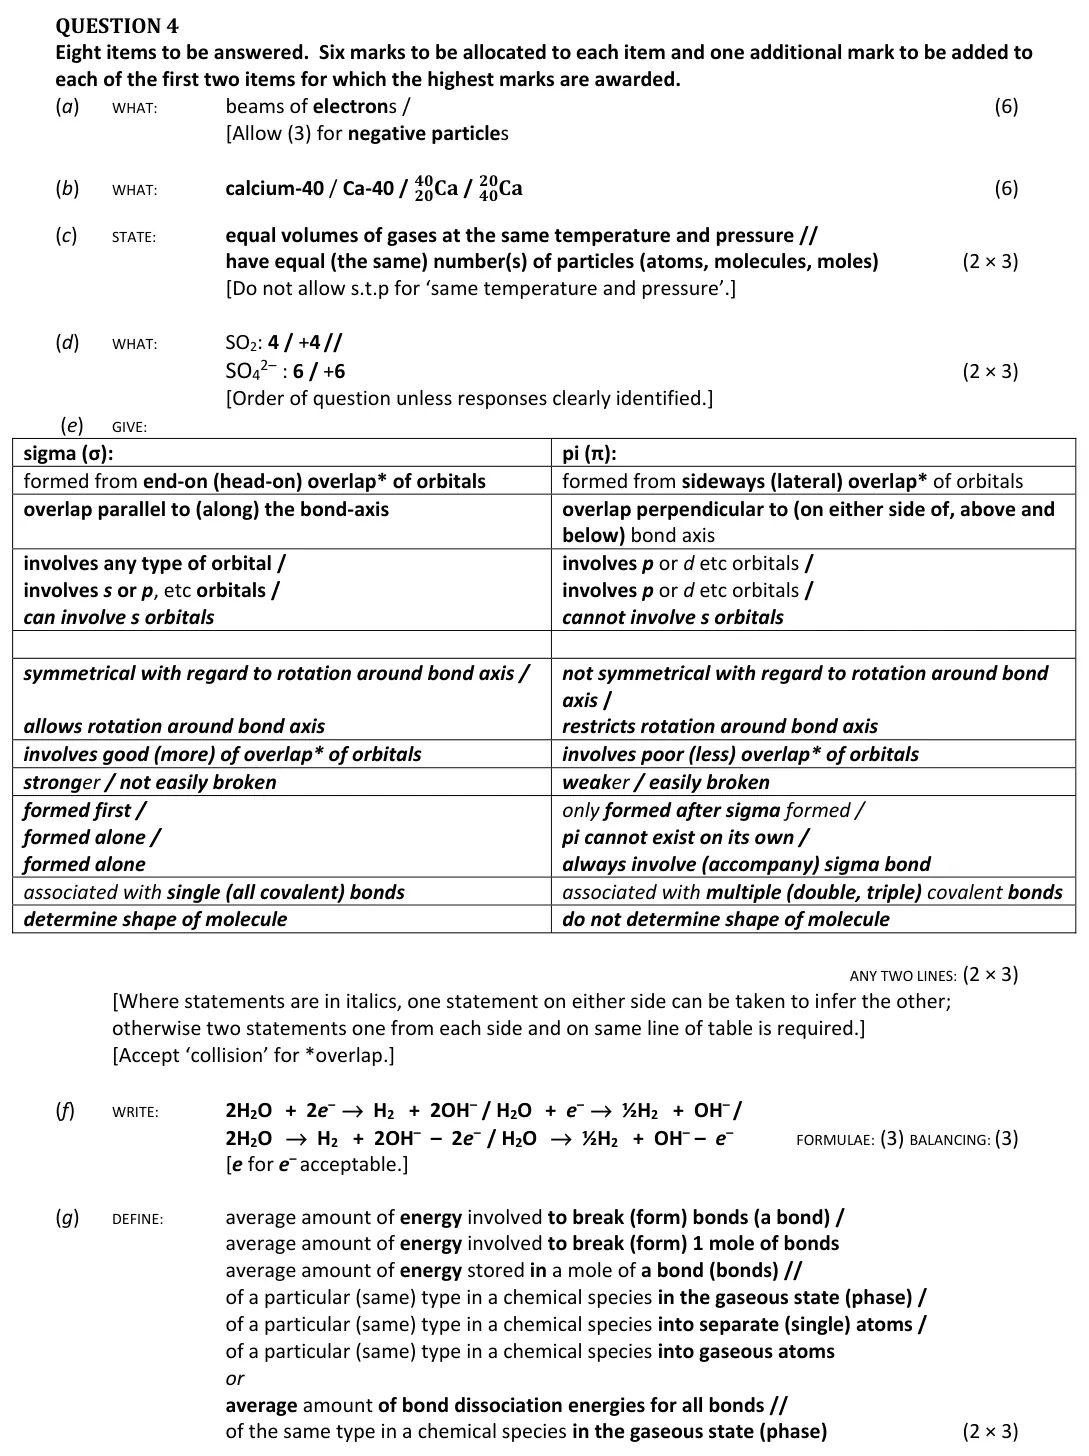 QUESTION 4
Eight items to be answered. Six marks to be allocated to each item and one additional mark to be added to
each of the first two items for which the highest marks are awarded.
(a) WHAT: beams of electrons / (6)
[Allow (3) for negative particles
(b) WHAT: calcium-40 / Ca-40 / ⁴⁰₂₀Ca / ²⁰₄₀Ca (6)
(c) STATE: equal volumes of gases at the same temperature and pressure //
have equal (the same) number(s) of particles (atoms, molecules, moles) (2 × 3)
[Do not allow s.t.p for ‘same temperature and pressure’.]
(d) WHAT: SO₂: 4 / +4 //
SO₄²⁻ : 6 / +6 (2 × 3)
[Order of question unless responses clearly identified.]
(e) GIVE:
sigma (σ): pi (π):
formed from end-on (head-on) overlap* of orbitals formed from sideways (lateral) overlap* of orbitals
overlap parallel to (along) the bond-axis overlap perpendicular to (on either side of, above and
below) bond axis
involves any type of orbital / involves p or d etc orbitals /
involves s or p, etc orbitals / involves p or d etc orbitals /
can involve s orbitals cannot involve s orbitals
symmetrical with regard to rotation around bond axis / not symmetrical with regard to rotation around bond
axis /
allows rotation around bond axis restricts rotation around bond axis
involves good (more) of overlap* of orbitals involves poor (less) overlap* of orbitals
stronger / not easily broken weaker / easily broken
formed first / only formed after sigma formed /
formed alone / pi cannot exist on its own /
formed alone always involve (accompany) sigma bond
associated with single (all covalent) bonds associated with multiple (double, triple) covalent bonds
determine shape of molecule do not determine shape of molecule
ANY TWO LINES: (2 × 3)
[Where statements are in italics, one statement on either side can be taken to infer the other;
otherwise two statements one from each side and on same line of table is required.]
[Accept ‘collision’ for *overlap.]
(f) WRITE: 2H₂O + 2e⁻ → H₂ + 2OH⁻ / H₂O + e⁻ → ½H₂ + OH⁻ /
2H₂O → H₂ + 2OH⁻ – 2e⁻ / H₂O → ½H₂ + OH⁻ – e⁻ FORMULAE: (3) BALANCING: (3)
[e for e⁻ acceptable.]
(g) DEFINE: average amount of energy involved to break (form) bonds (a bond) /
average amount of energy involved to break (form) 1 mole of bonds
average amount of energy stored in a mole of a bond (bonds) //
of a particular (same) type in a chemical species in the gaseous state (phase) /
of a particular (same) type in a chemical species into separate (single) atoms /
of a particular (same) type in a chemical species into gaseous atoms
or
average amount of bond dissociation energies for all bonds //
of the same type in a chemical species in the gaseous state (phase) (2 × 3)